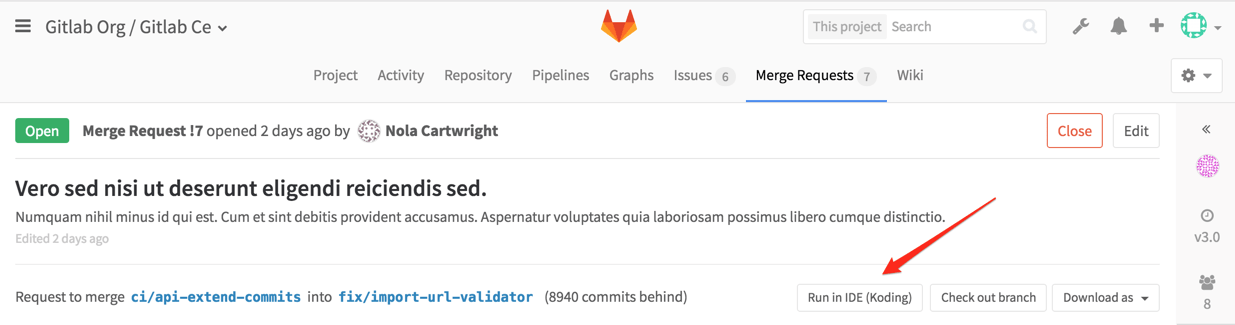 Gitlab Org / Gitlab Ce
This project Search
Project Activity Repository Pipelines Graphs Issues 6 Merge Requests 7 Wiki
Open Merge Request !7 opened 2 days ago by Nola Cartwright Close Edit
Vero sed nisi ut deserunt eligendi reiciendis sed.
Numquam nihil minus id qui est. Cum et sint debitis provident accusamus. Aspernatur voluptates quia laboriosam possimus libero cumque distinctio.
Edited 2 days ago
v3.0
Request to merge ci/api-extend-commits into fix/import-url-validator (8940 commits behind) Run in IDE (Koding) Check out branch Download as
8